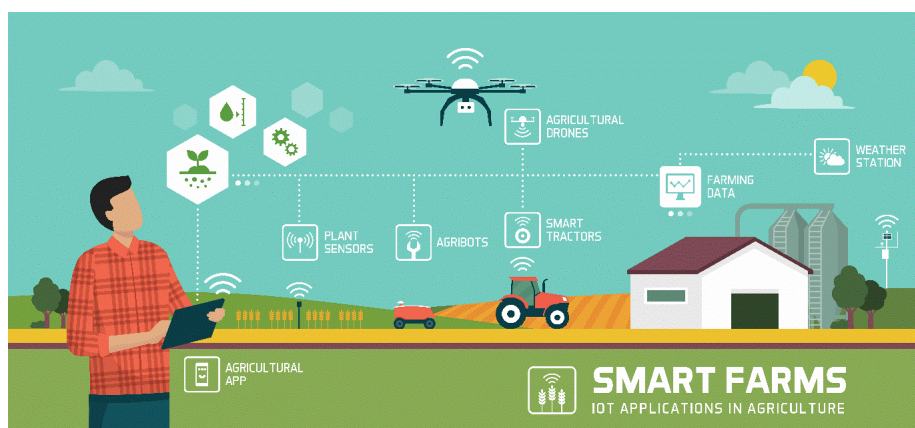 AGRICULTURAL
DRONES
WEATHER
STATION
FARMING
DATA
PLANT
SENSORS
AGRIBOTS
SMART
TRACTORS
AGRICULTURAL
APP
SMART FARMS
IOT APPLICATIONS IN AGRICULTURE